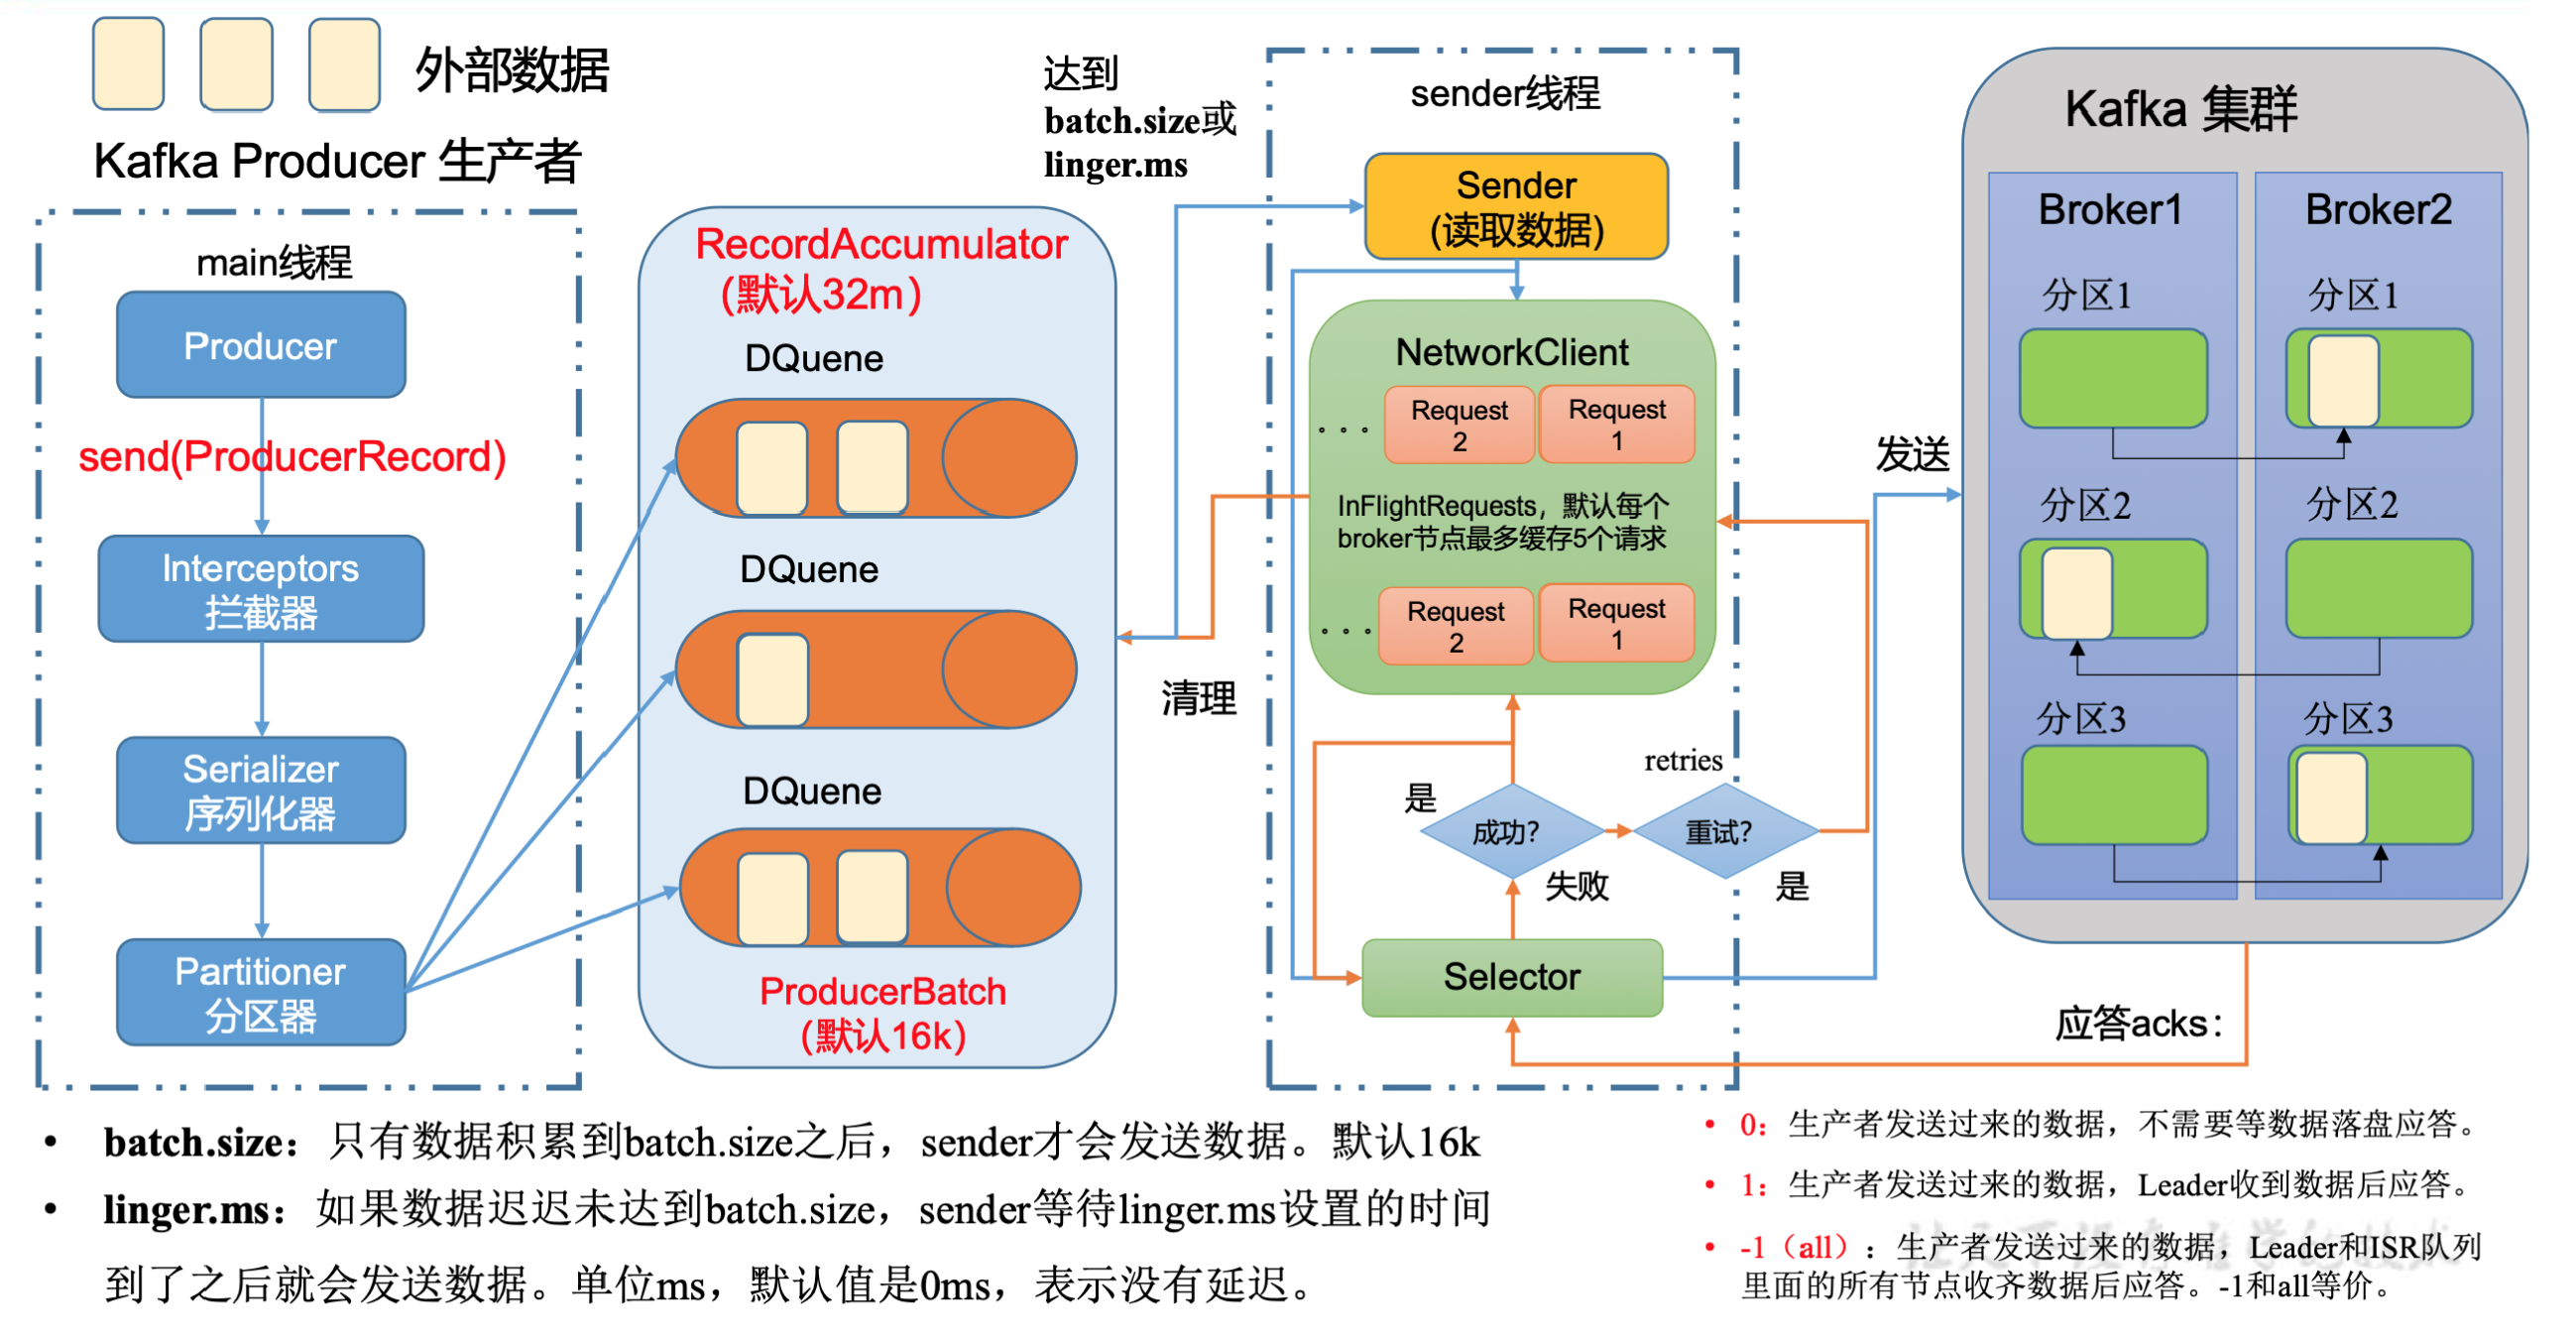 外部数据
Kafka Producer 生产者
main线程
Producer
send(ProducerRecord)
Interceptors
拦截器
Serializer
序列化器
Partitioner
分区器
RecordAccumulator
（默认32m）
DQuene
DQuene
DQuene
ProducerBatch
（默认16k）
达到
batch.size或
linger.ms
清理
sender线程
Sender
(读取数据)
NetworkClient
。。。
Request
2
Request
1
InFlightRequests，默认每个
broker节点最多缓存5个请求
。。。
Request
2
Request
1
retries
是
成功？
重试？
失败
是
Selector
发送
Kafka 集群
Broker1
分区1
分区2
分区3
Broker2
分区1
分区2
分区3
应答acks：
• batch.size：只有数据积累到batch.size之后，sender才会发送数据。默认16k
• linger.ms：如果数据迟迟未达到batch.size，sender等待linger.ms设置的时间
到了之后就会发送数据。单位ms，默认值是0ms，表示没有延迟。
• 0：生产者发送过来的数据，不需要等数据落盘应答。
• 1：生产者发送过来的数据，Leader收到数据后应答。
• -1（all）：生产者发送过来的数据，Leader和ISR队列
里面的所有节点收齐数据后应答。-1和all等价。